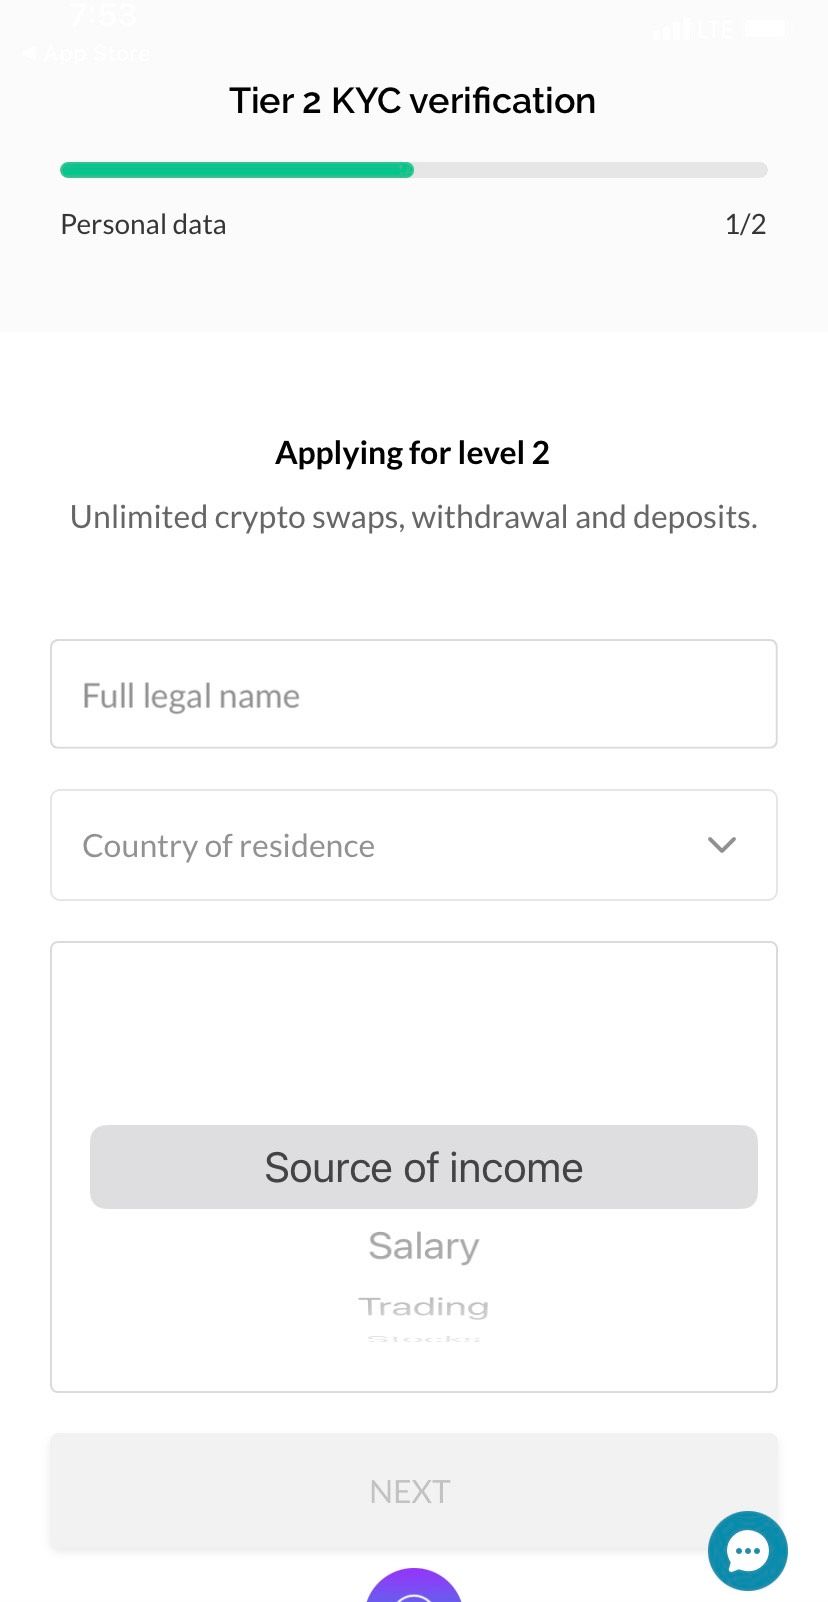 7:53
LTE
◀ App Store
Tier 2 KYC verification
Personal data 1/2
Applying for level 2
Unlimited crypto swaps, withdrawal and deposits.
Full legal name
Country of residence
Source of income
Salary
Trading
Stocks
NEXT